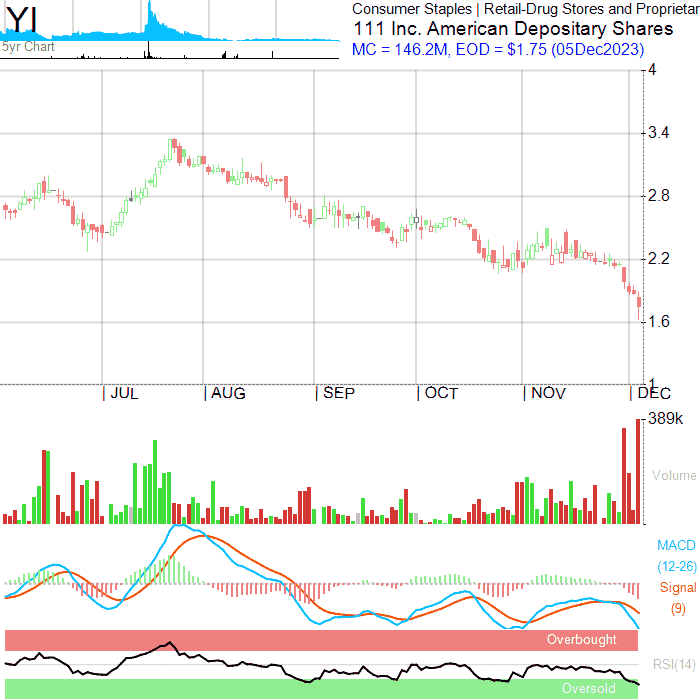 YI
5yr Chart
Consumer Staples | Retail-Drug Stores and Proprietar
111 Inc. American Depositary Shares
MC = 146.2M, EOD = $1.75 (05Dec2023)
4
3.4
2.8
2.2
1.6
1
| JUL | AUG | SEP | OCT | NOV | DEC
389k
Volume
MACD
(12-26)
Signal
(9)
Overbought
RSI(14)
Oversold